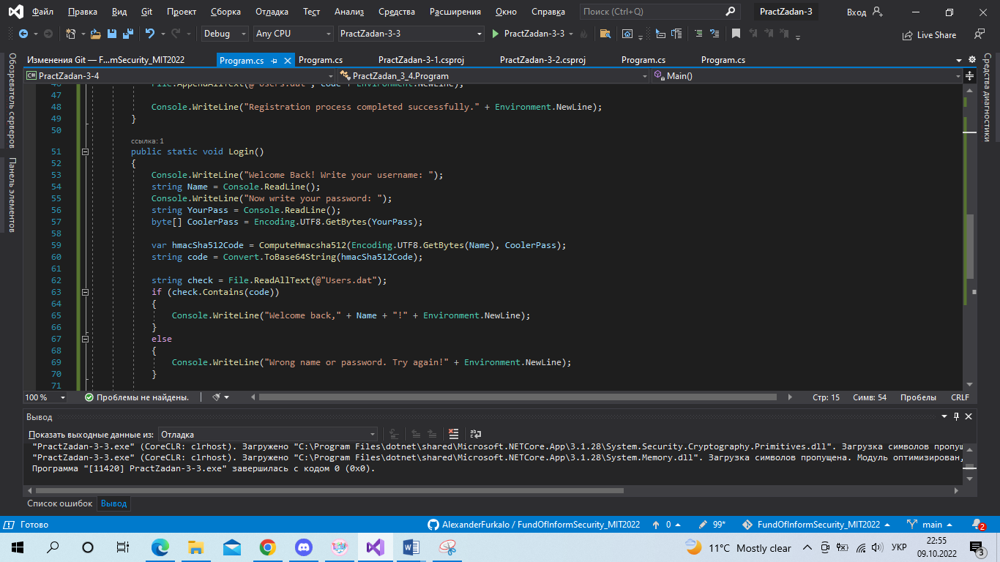 Файл Правка Вид Git Проект Сборка Отладка Тест Анализ Средства Расширения Окно Справка Поиск (Ctrl+Q) PractZadan-3 Вход
Debug Any CPU PractZadan-3-3 PractZadan-3-3 Live Share
Обозреватель серверов
Панель элементов
Средства диагностики
Изменения Git — F...mSecurity_MIT2022 Program.cs Program.cs PractZadan-3-1.csproj PractZadan-3-2.csproj Program.cs Program.cs
C# PractZadan-3-4 PractZadan_3_4.Program Main()
46 File.AppendAllText(@"Users.dat", code + Environment.NewLine);
47
48 Console.WriteLine("Registration process completed successfully." + Environment.NewLine);
49 }
50
ссылка: 1
51 public static void Login()
52 {
53 Console.WriteLine("Welcome Back! Write your username: ");
54 string Name = Console.ReadLine();
55 Console.WriteLine("Now write your password: ");
56 string YourPass = Console.ReadLine();
57 byte[] CoolerPass = Encoding.UTF8.GetBytes(YourPass);
58
59 var hmacSha512Code = ComputeHmacsha512(Encoding.UTF8.GetBytes(Name), CoolerPass);
60 string code = Convert.ToBase64String(hmacSha512Code);
61
62 string check = File.ReadAllText(@"Users.dat");
63 if (check.Contains(code))
64 {
65 Console.WriteLine("Welcome back," + Name + "!" + Environment.NewLine);
66 }
67 else
68 {
69 Console.WriteLine("Wrong name or password. Try again!" + Environment.NewLine);
70 }
71
100 % Проблемы не найдены. Стр: 15 Симв: 54 Пробелы CRLF
Вывод
Показать выходные данные из: Отладка
"PractZadan-3-3.exe" (CoreCLR: clrhost). Загружено "C:\Program Files\dotnet\shared\Microsoft.NETCore.App\3.1.28\System.Security.Cryptography.Primitives.dll". Загрузка символов пропущ
"PractZadan-3-3.exe" (CoreCLR: clrhost). Загружено "C:\Program Files\dotnet\shared\Microsoft.NETCore.App\3.1.28\System.Memory.dll". Загрузка символов пропущена. Модуль оптимизирован,
Программа "[11420] PractZadan-3-3.exe" завершилась с кодом 0 (0x0).
Список ошибок Вывод
Готово AlexanderFurkalo / FundOfInformSecurity_MIT2022 0 99* FundOfInformSecurity_MIT2022 main 2
11°C Mostly clear УКР 22:55
09.10.2022 3